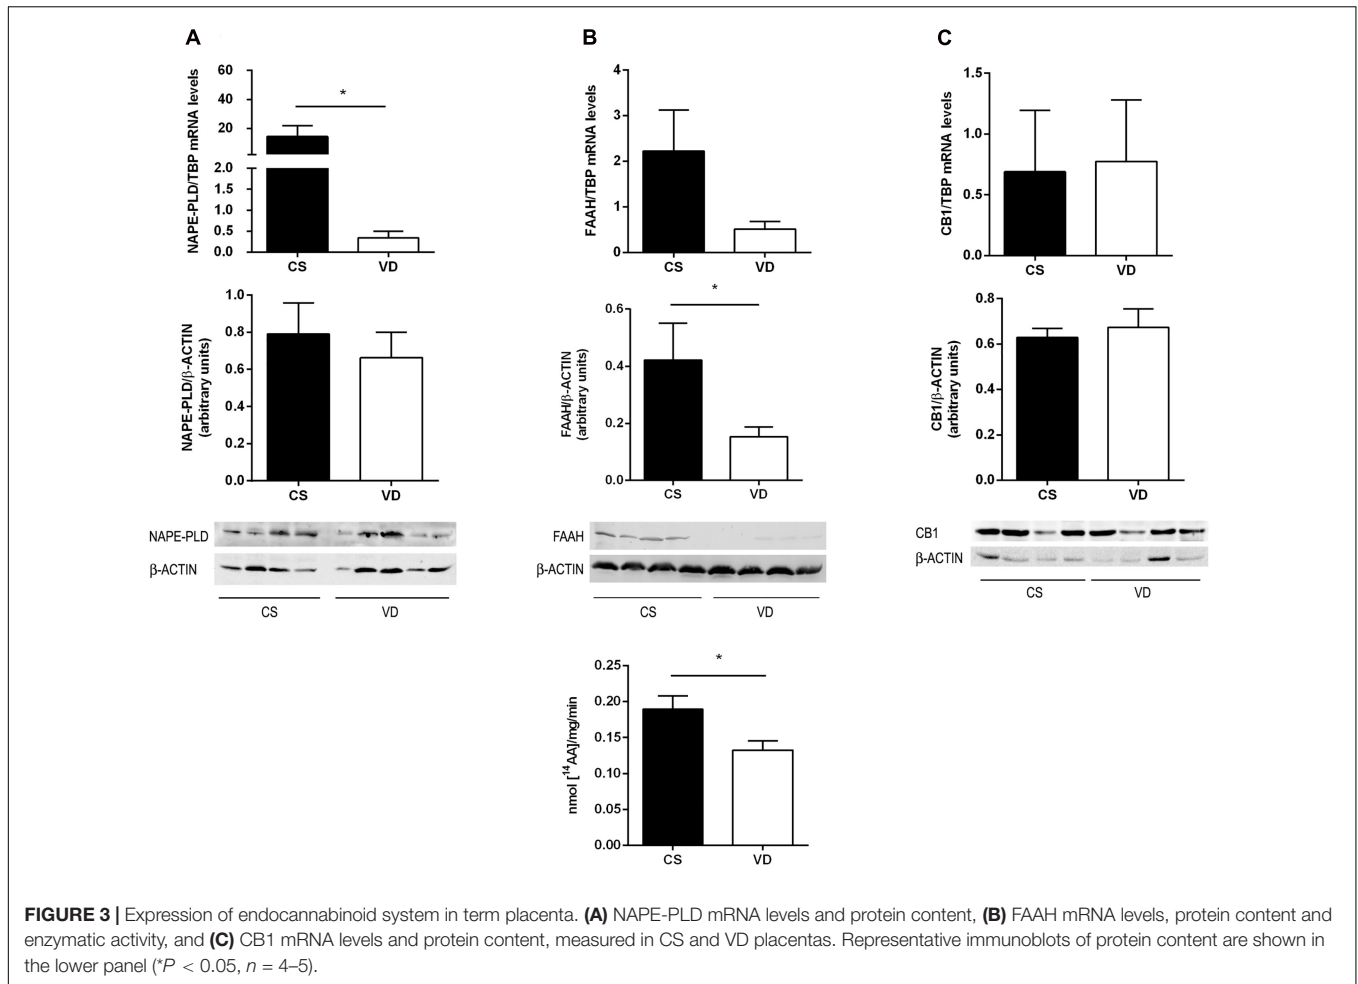 A
B
C
NAPE-PLD/TBP mRNA levels
60
40
20
2.0
1.5
1.0
0.5
0.0
*
CS
VD
FAAH/TBP mRNA levels
4
3
2
1
0
CS
VD
CB1/TBP mRNA levels
1.5
1.0
0.5
0.0
CS
VD
NAPE-PLD/β-ACTIN
(arbitrary units)
1.0
0.8
0.6
0.4
0.2
0.0
CS
VD
FAAH/β-ACTIN
(arbitrary units)
0.6
0.4
0.2
0.0
*
CS
VD
CB1/β-ACTIN
(arbitrary units)
0.8
0.6
0.4
0.2
0.0
CS
VD
NAPE-PLD
β-ACTIN
CS
VD
FAAH
β-ACTIN
CS
VD
CB1
β-ACTIN
CS
VD
nmol [¹⁴AA]/mg/min
0.25
0.20
0.15
0.10
0.05
0.00
*
CS
VD
FIGURE 3 | Expression of endocannabinoid system in term placenta. (A) NAPE-PLD mRNA levels and protein content, (B) FAAH mRNA levels, protein content and
enzymatic activity, and (C) CB1 mRNA levels and protein content, measured in CS and VD placentas. Representative immunoblots of protein content are shown in
the lower panel (*P < 0.05, n = 4–5).